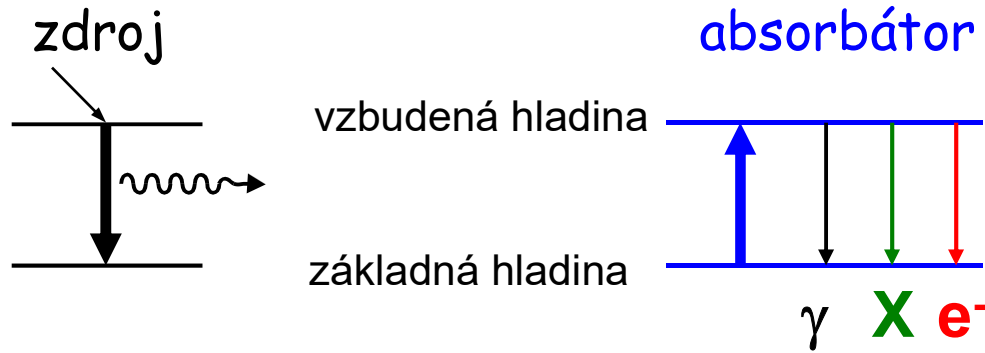 zdroj
absorbátor
vzbudená hladina
základná hladina
γ X e⁻